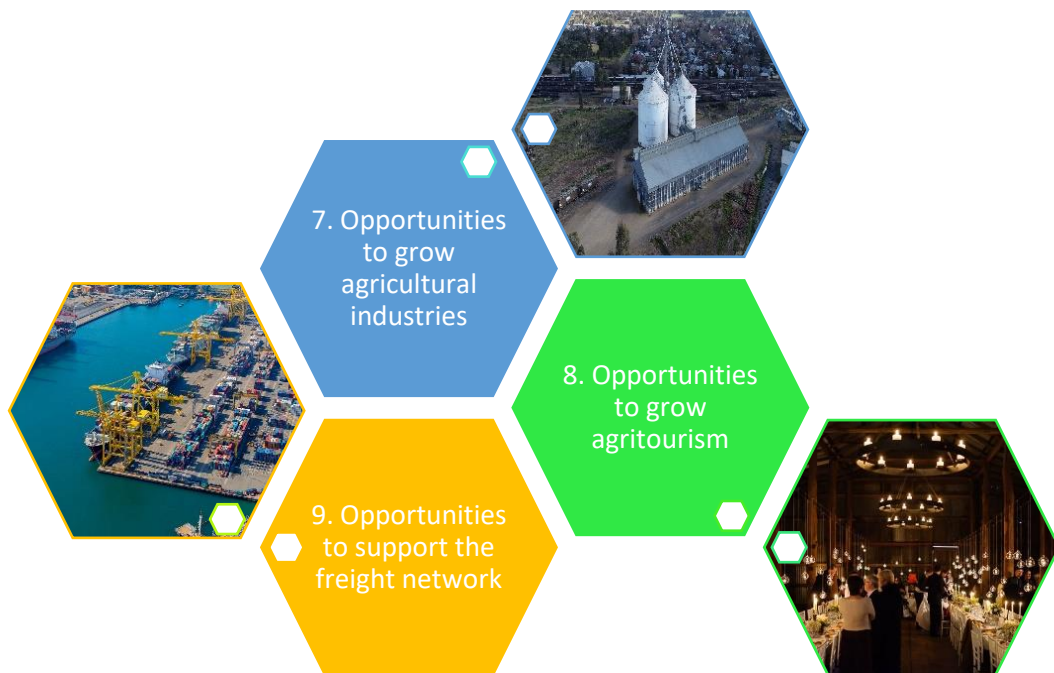 7. Opportunities
to grow
agricultural
industries
8. Opportunities
to grow
agritourism
9. Opportunities
to support the
freight network